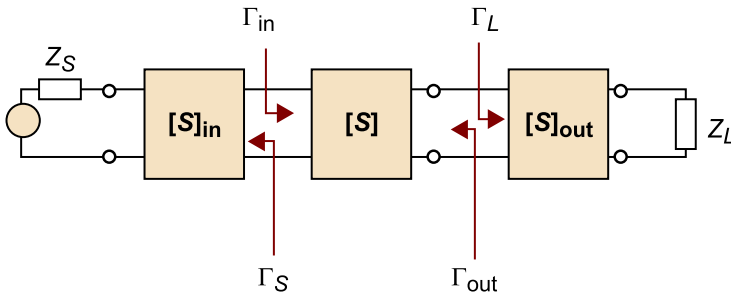 Γin
ΓL
ZS
[S]in
[S]
[S]out
ZL
ΓS
Γout